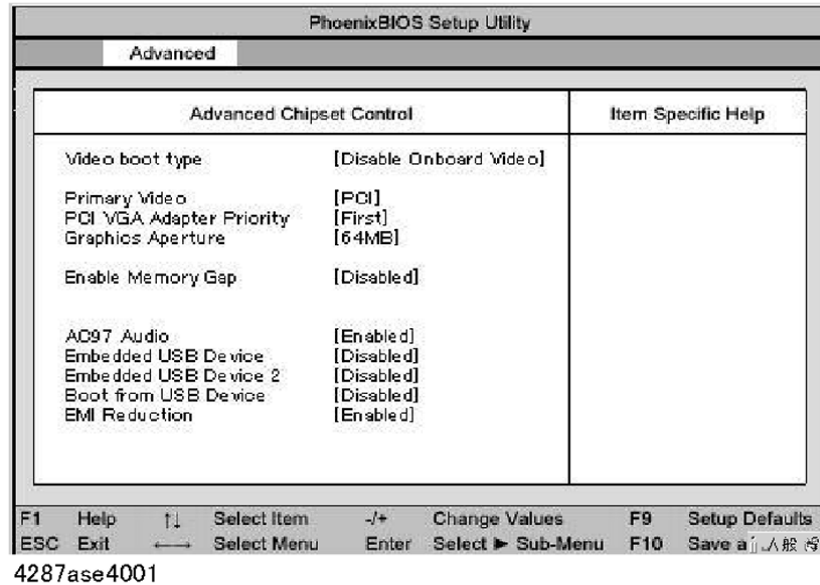 PhoenixBIOS Setup Utility
Advanced
Advanced Chipset Control
Item Specific Help
Video boot type [Disable Onboard Video]
Primary Video [PCI]
PCI VGA Adapter Priority [First]
Graphics Aperture [64MB]
Enable Memory Gap [Disabled]
AC97 Audio [Enabled]
Embedded USB Device [Disabled]
Embedded USB Device 2 [Disabled]
Boot from USB Device [Disabled]
EMI Reduction [Enabled]
F1 Help ↑↓ Select Item -/+ Change Values F9 Setup Defaults
ESC Exit ←→ Select Menu Enter Select ► Sub-Menu F10 Save a
4287ase4001